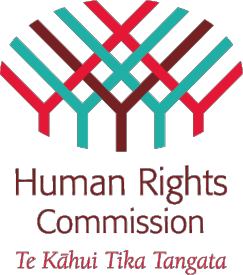 Human Rights
Commission
Te Kāhui Tika Tangata